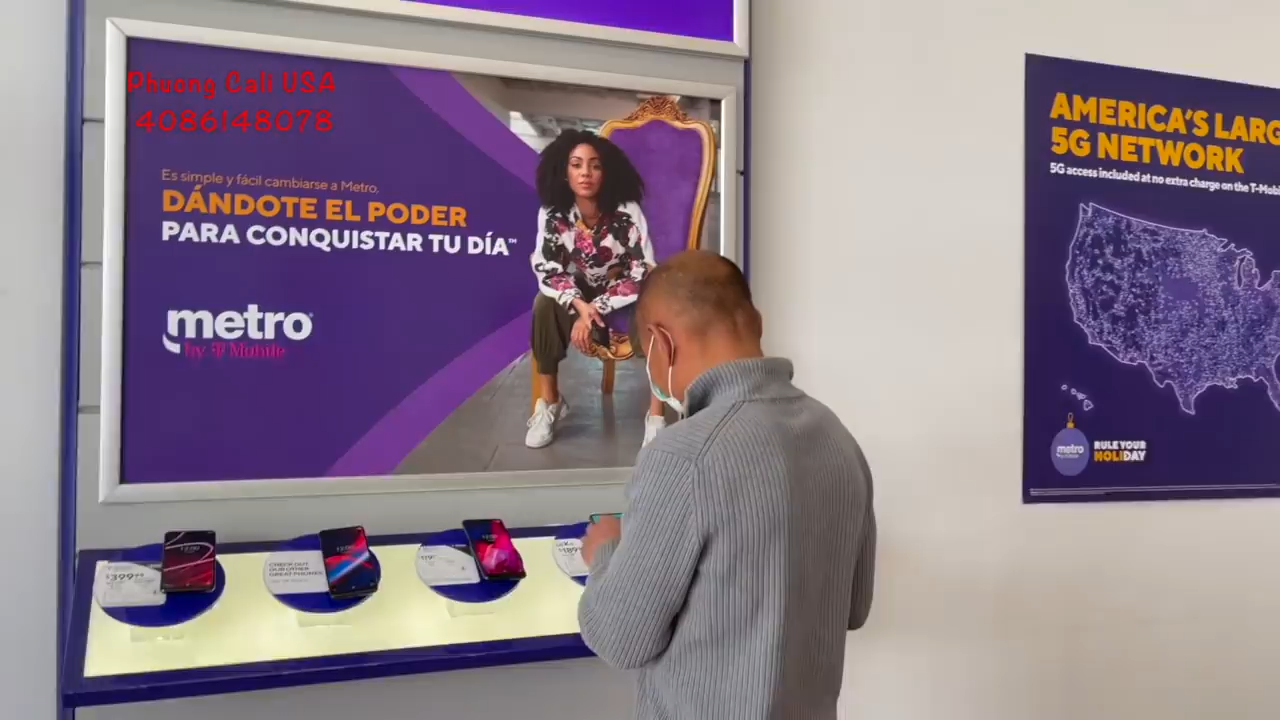 Phuong Cali USA
4086148078
Es simple y fácil cambiarse a Metro,
DÁNDOTE EL PODER
PARA CONQUISTAR TU DÍA™
metro®
by T Mobile
AMERICA'S LARG
5G NETWORK
5G access included at no extra charge on the T-Mobi
metro
RULE YOUR
HOLIDAY
$399.99
CHECK OUT
OUR OTHER
GREAT PHONES